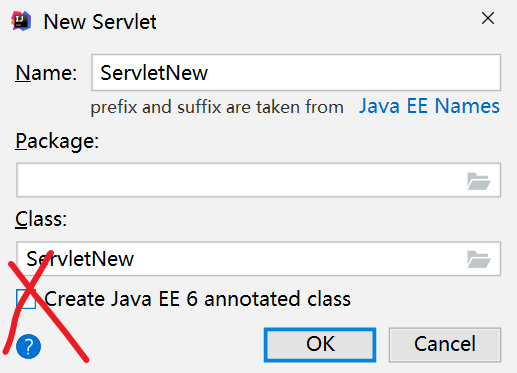 New Servlet
Name: ServletNew
prefix and suffix are taken from Java EE Names
Package:
Class:
ServletNew
Create Java EE 6 annotated class
? OK Cancel